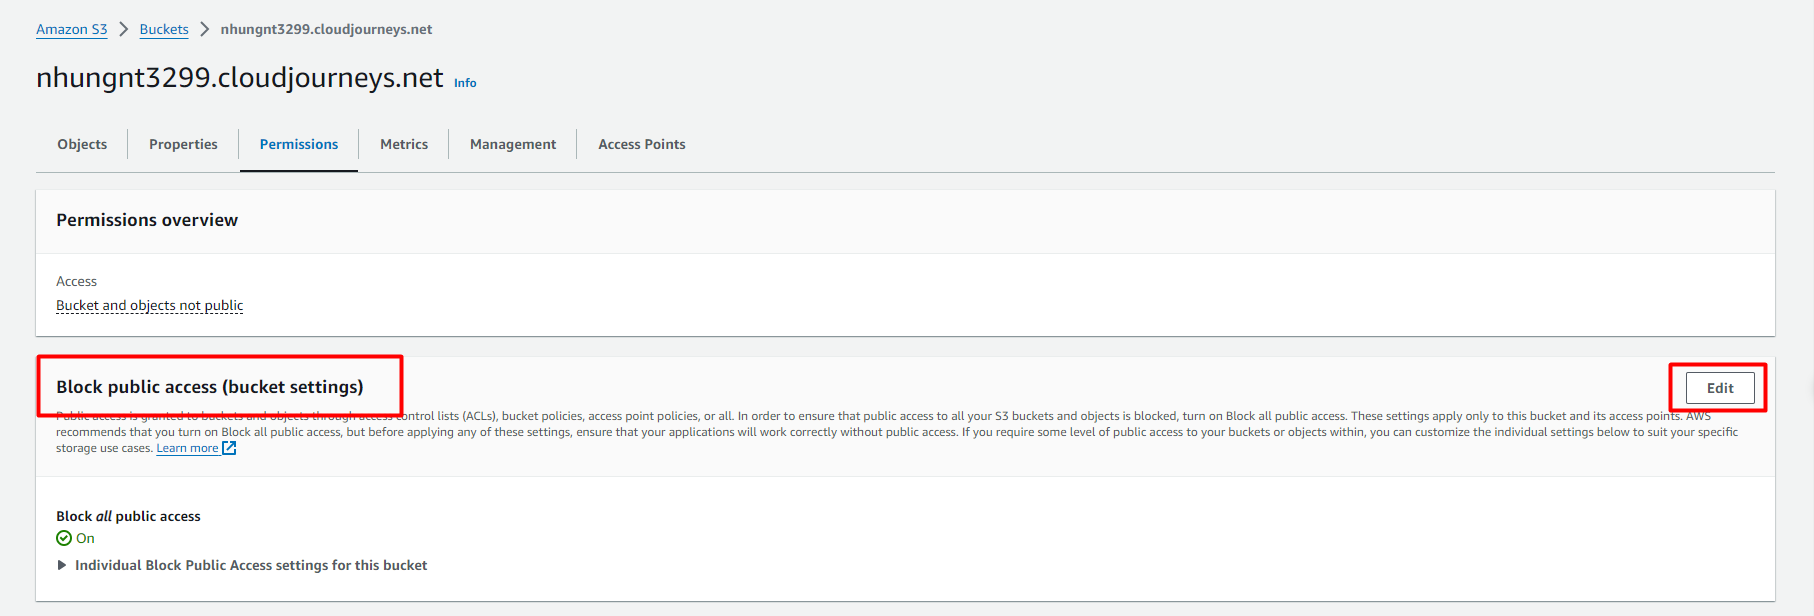 Amazon S3 > Buckets > nhungnt3299.cloudjourneys.net
nhungnt3299.cloudjourneys.net Info
Objects Properties Permissions Metrics Management Access Points
Permissions overview
Access
Bucket and objects not public
Block public access (bucket settings)
Edit
Public access is granted to buckets and objects through access control lists (ACLs), bucket policies, access point policies, or all. In order to ensure that public access to all your S3 buckets and objects is blocked, turn on Block all public access. These settings apply only to this bucket and its access points. AWS
recommends that you turn on Block all public access, but before applying any of these settings, ensure that your applications will work correctly without public access. If you require some level of public access to your buckets or objects within, you can customize the individual settings below to suit your specific
storage use cases. Learn more
Block all public access
On
Individual Block Public Access settings for this bucket